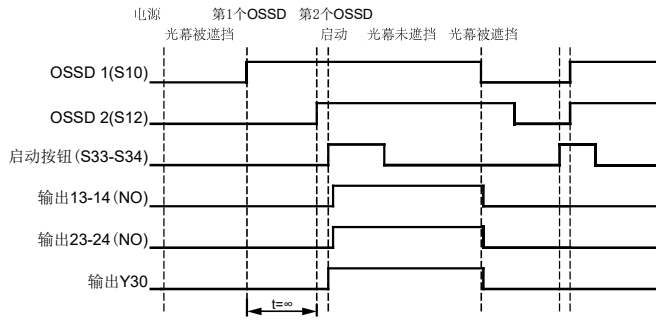 电源 第1个OSSD 第2个OSSD
光幕被遮挡 启动 光幕未遮挡 光幕被遮挡
OSSD 1(S10)
OSSD 2(S12)
启动按钮(S33-S34)
输出13-14(NO)
输出23-24(NO)
输出Y30
t=∞